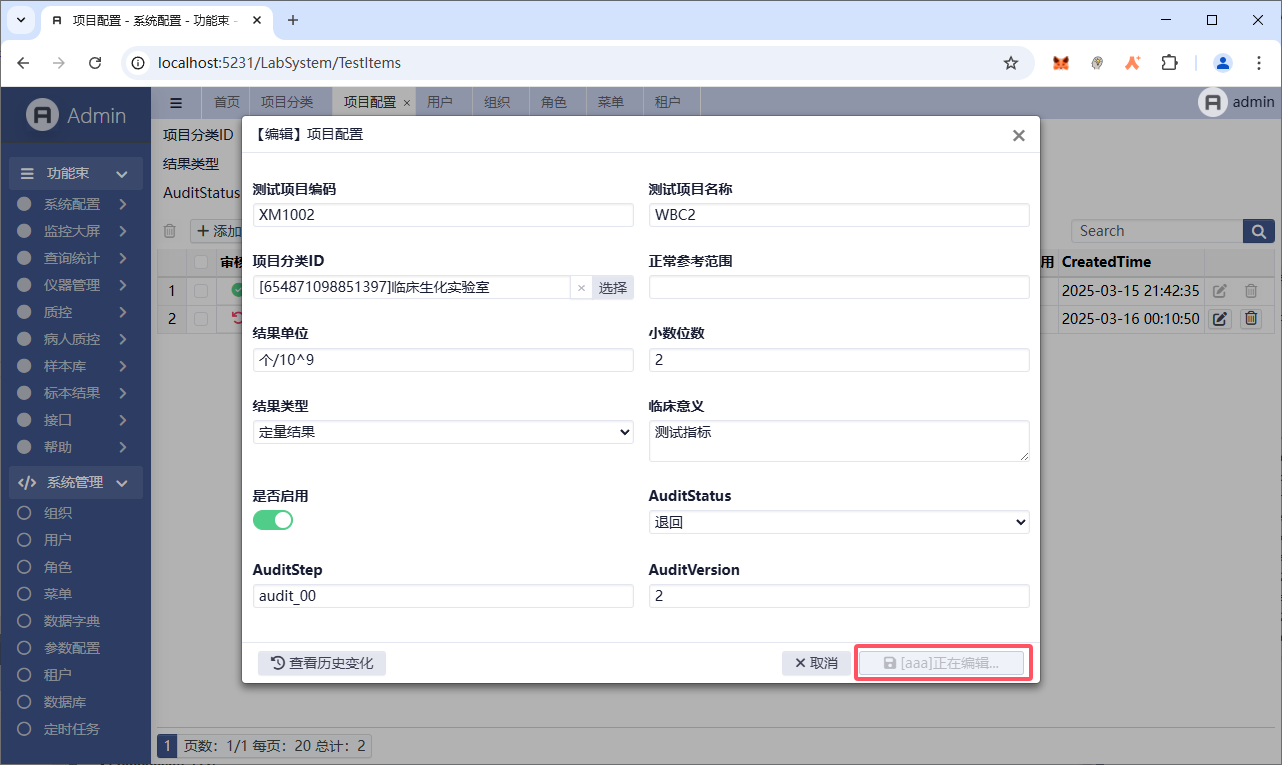 项目配置 - 系统配置 - 功能束 -
localhost:5231/LabSystem/TestItems
Admin
首页 项目分类 项目配置 × 用户 组织 角色 菜单 租户
admin
功能束
系统配置
监控大屏
查询统计
仪器管理
质控
病人质控
样本库
标本结果
接口
帮助
系统管理
组织
用户
角色
菜单
数据字典
参数配置
租户
数据库
定时任务
项目分类ID
结果类型
AuditStatus
添加
Search
用 CreatedTime
1 2025-03-15 21:42:35
2 2025-03-16 00:10:50
【编辑】项目配置
测试项目编码 测试项目名称
XM1002 WBC2
项目分类ID 正常参考范围
[654871098851397]临床生化实验室 × 选择
结果单位 小数位数
个/10^9 2
结果类型 临床意义
定量结果 测试指标
是否启用 AuditStatus
退回
AuditStep AuditVersion
audit_00 2
查看历史变化 取消 [aaa]正在编辑...
1 页数：1/1 每页：20 总计：2